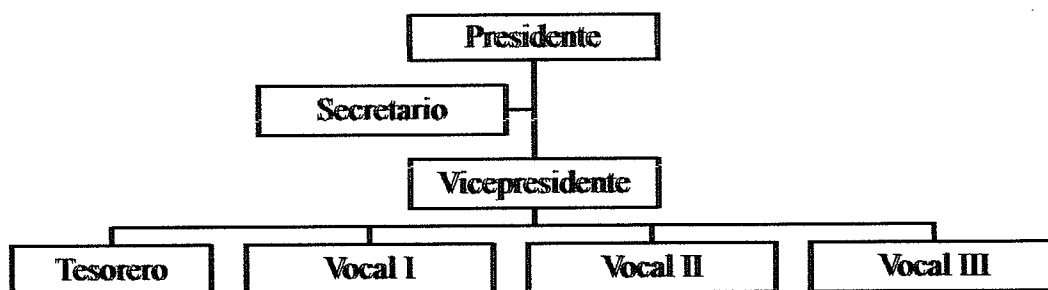 Presidente
Secretario
Vicepresidente
Tesorero
Vocal I
Vocal II
Vocal III